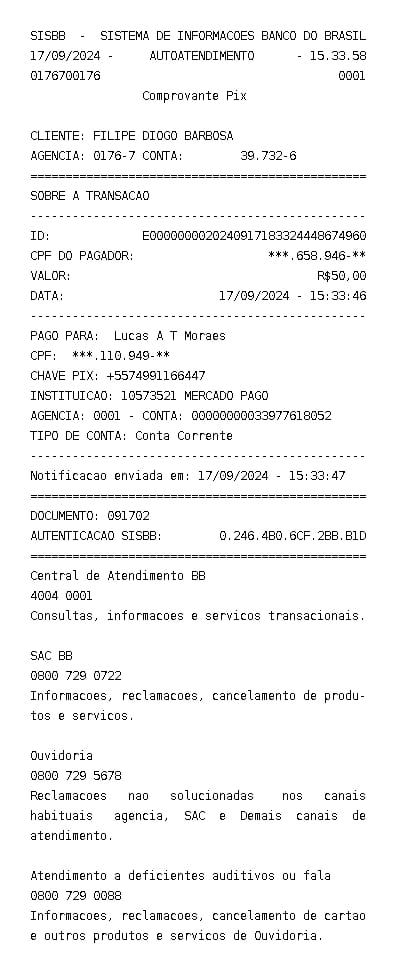 SISBB - SISTEMA DE INFORMACOES BANCO DO BRASIL
17/09/2024 - AUTOATENDIMENTO - 15.33.58
0176700176 0001
Comprovante Pix
CLIENTE: FILIPE DIOGO BARBOSA
AGENCIA: 0176-7 CONTA: 39.732-6
================================================
SOBRE A TRANSACAO
------------------------------------------------
ID: E0000000020240917183324448674960
CPF DO PAGADOR: ***.658.946-**
VALOR: R$50,00
DATA: 17/09/2024 - 15:33:46
------------------------------------------------
PAGO PARA: Lucas A T Moraes
CPF: ***.110.949-**
CHAVE PIX: +5574991166447
INSTITUICAO: 10573521 MERCADO PAGO
AGENCIA: 0001 - CONTA: 00000000033977618052
TIPO DE CONTA: Conta Corrente
------------------------------------------------
Notificacao enviada em: 17/09/2024 - 15:33:47
================================================
DOCUMENTO: 091702
AUTENTICACAO SISBB: 0.246.4B0.6CF.2BB.B1D
================================================
Central de Atendimento BB
4004 0001
Consultas, informacoes e servicos transacionais.
SAC BB
0800 729 0722
Informacoes, reclamacoes, cancelamento de produ-
tos e servicos.
Ouvidoria
0800 729 5678
Reclamacoes nao solucionadas nos canais
habituais agencia, SAC e Demais canais de
atendimento.
Atendimento a deficientes auditivos ou fala
0800 729 0088
Informacoes, reclamacoes, cancelamento de cartao
e outros produtos e servicos de Ouvidoria.